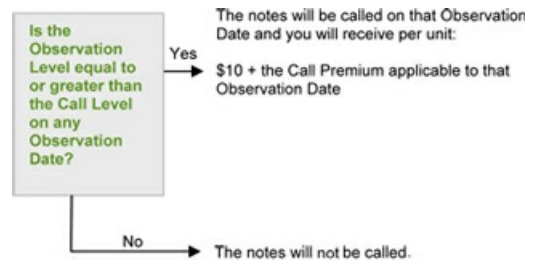 Is the
Observation
Level equal to
or greater than
the Call Level
on any
Observation
Date?
Yes
The notes will be called on that Observation
Date and you will receive per unit:
$10 + the Call Premium applicable to that
Observation Date
No
The notes will not be called.